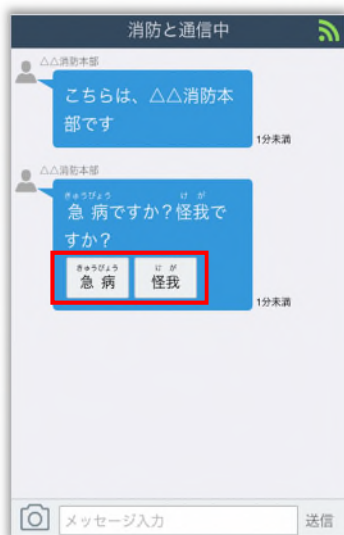 消防と通信中
△△消防本部
こちらは、△△消防本
部です
1分未満
△△消防本部
きゅうびょう けが
急病ですか?怪我で
すか?
きゅうびょう けが
急病 怪我
1分未満
メッセージ入力 送信